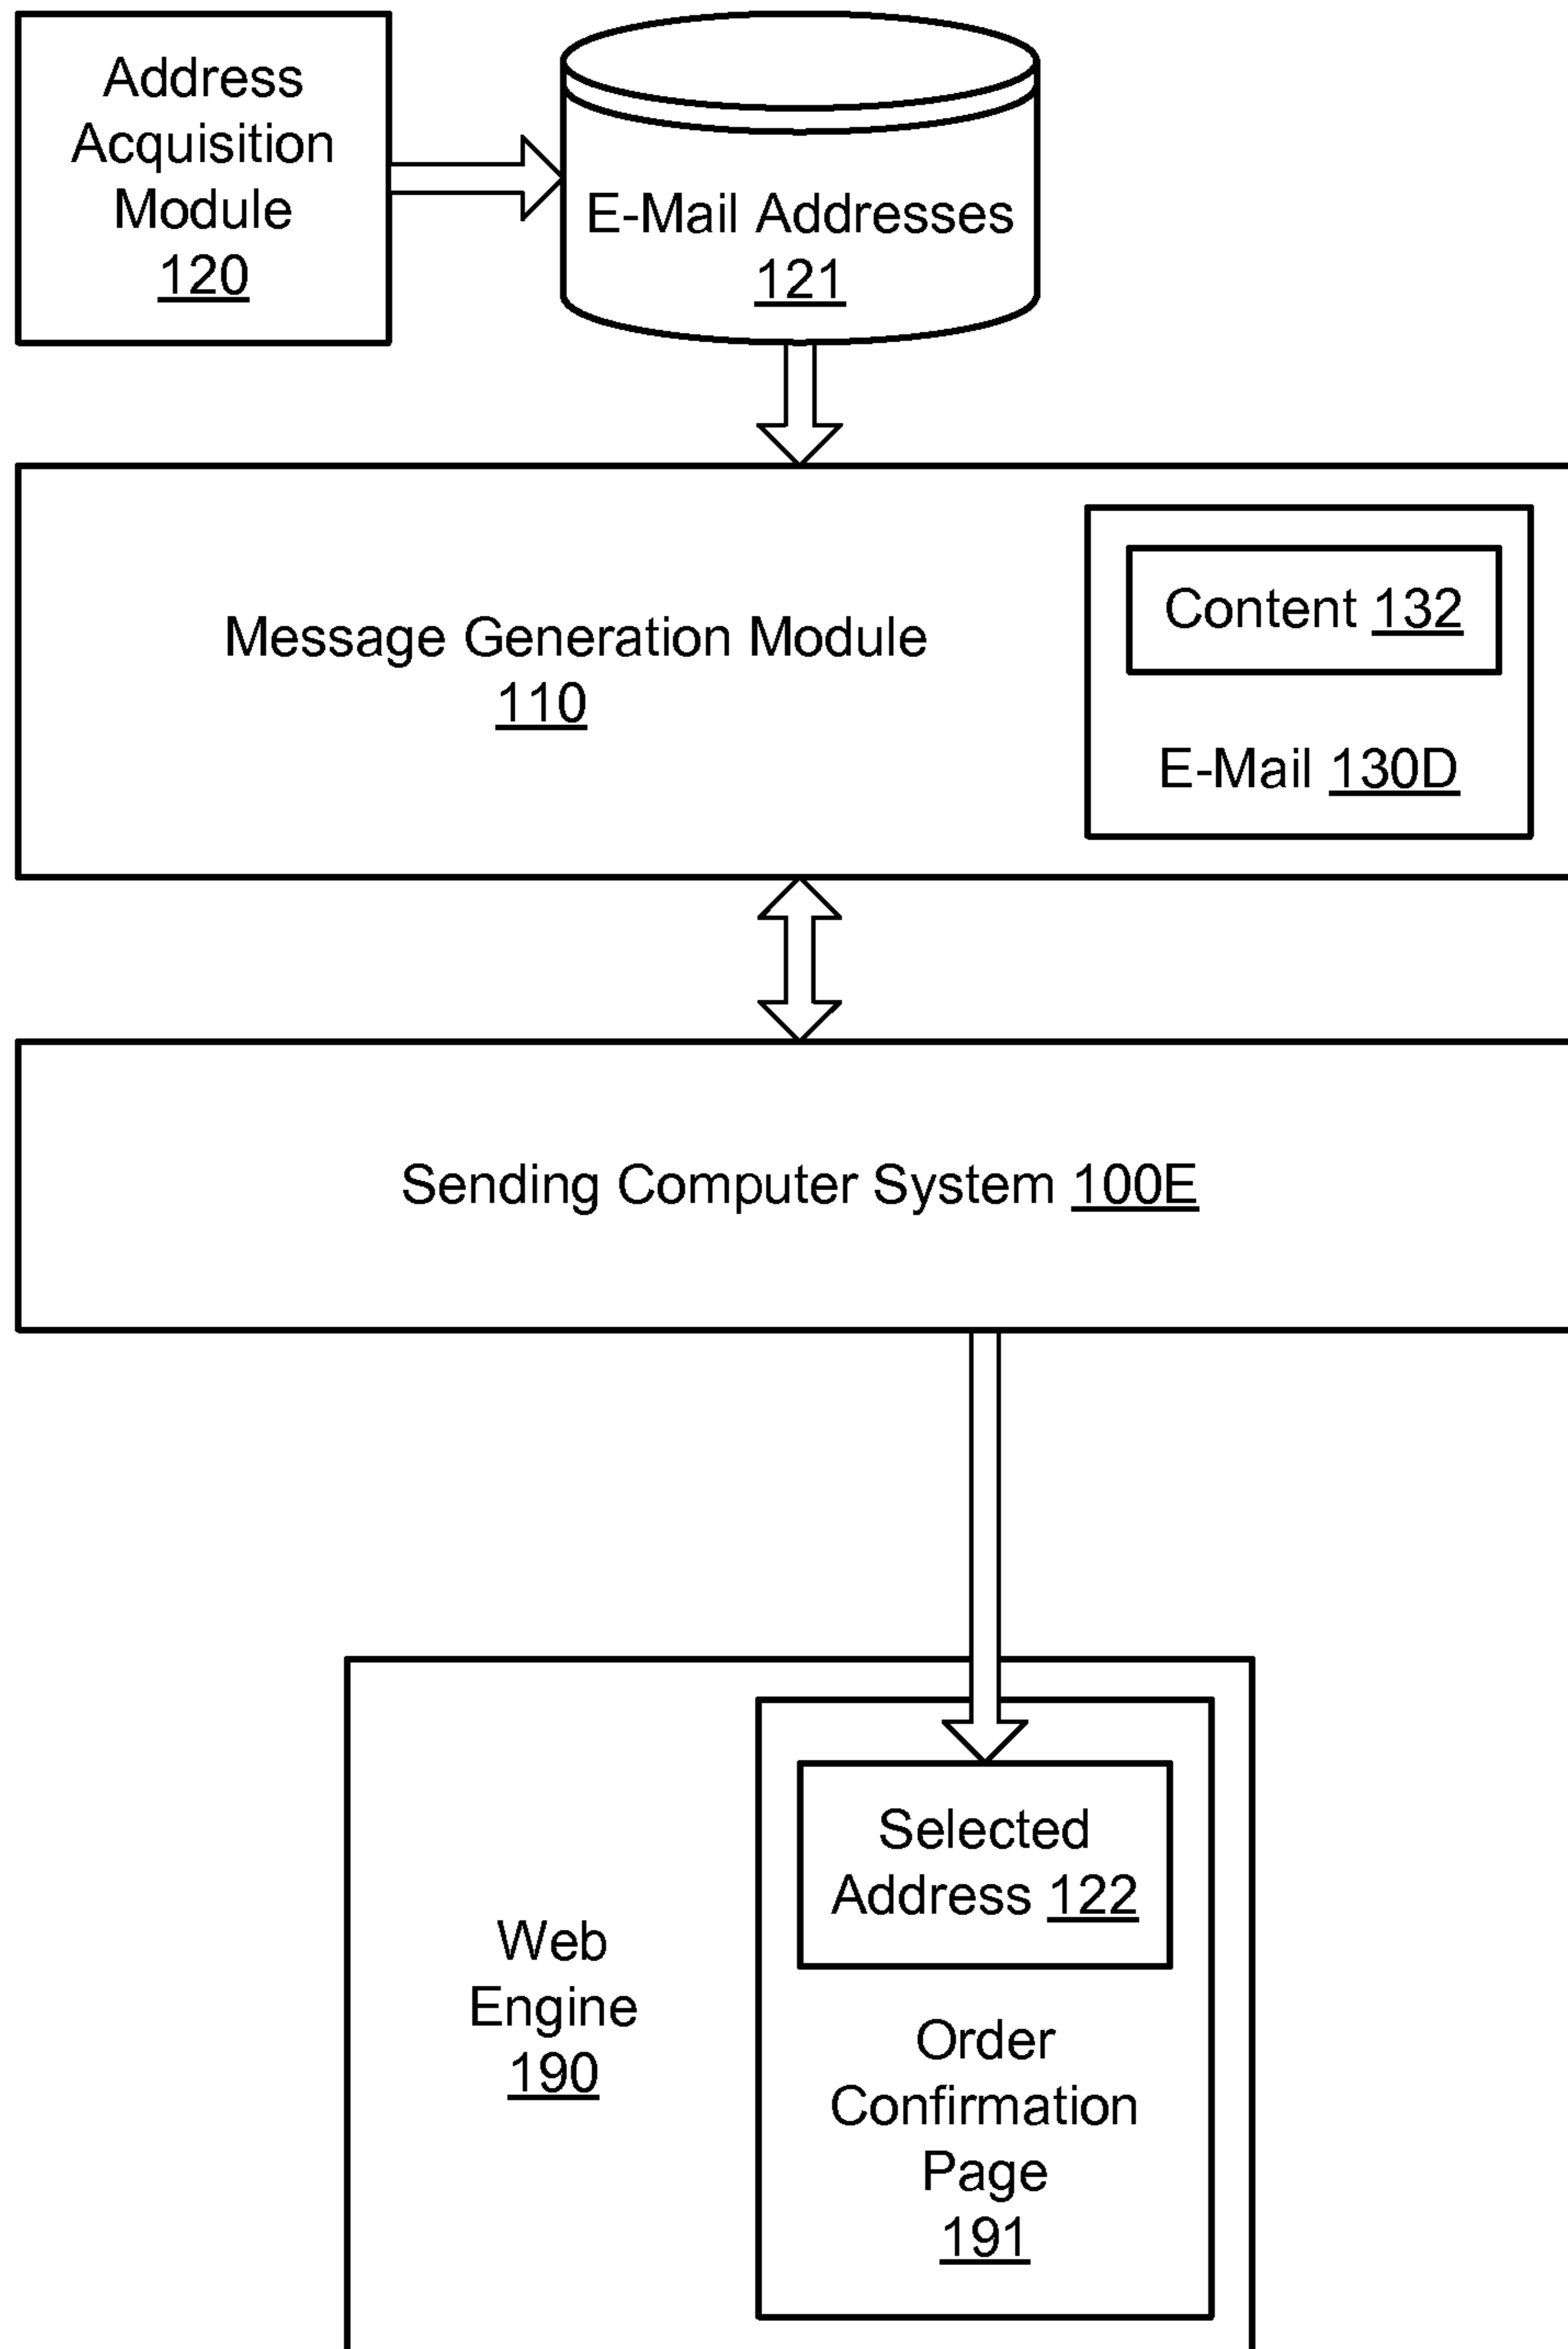 Address
Acquisition
Module
120
E-Mail Addresses
121
Message Generation Module
110
Content 132
E-Mail 130D
Sending Computer System 100E
Selected
Address 122
Web
Engine
190
Order
Confirmation
Page
191